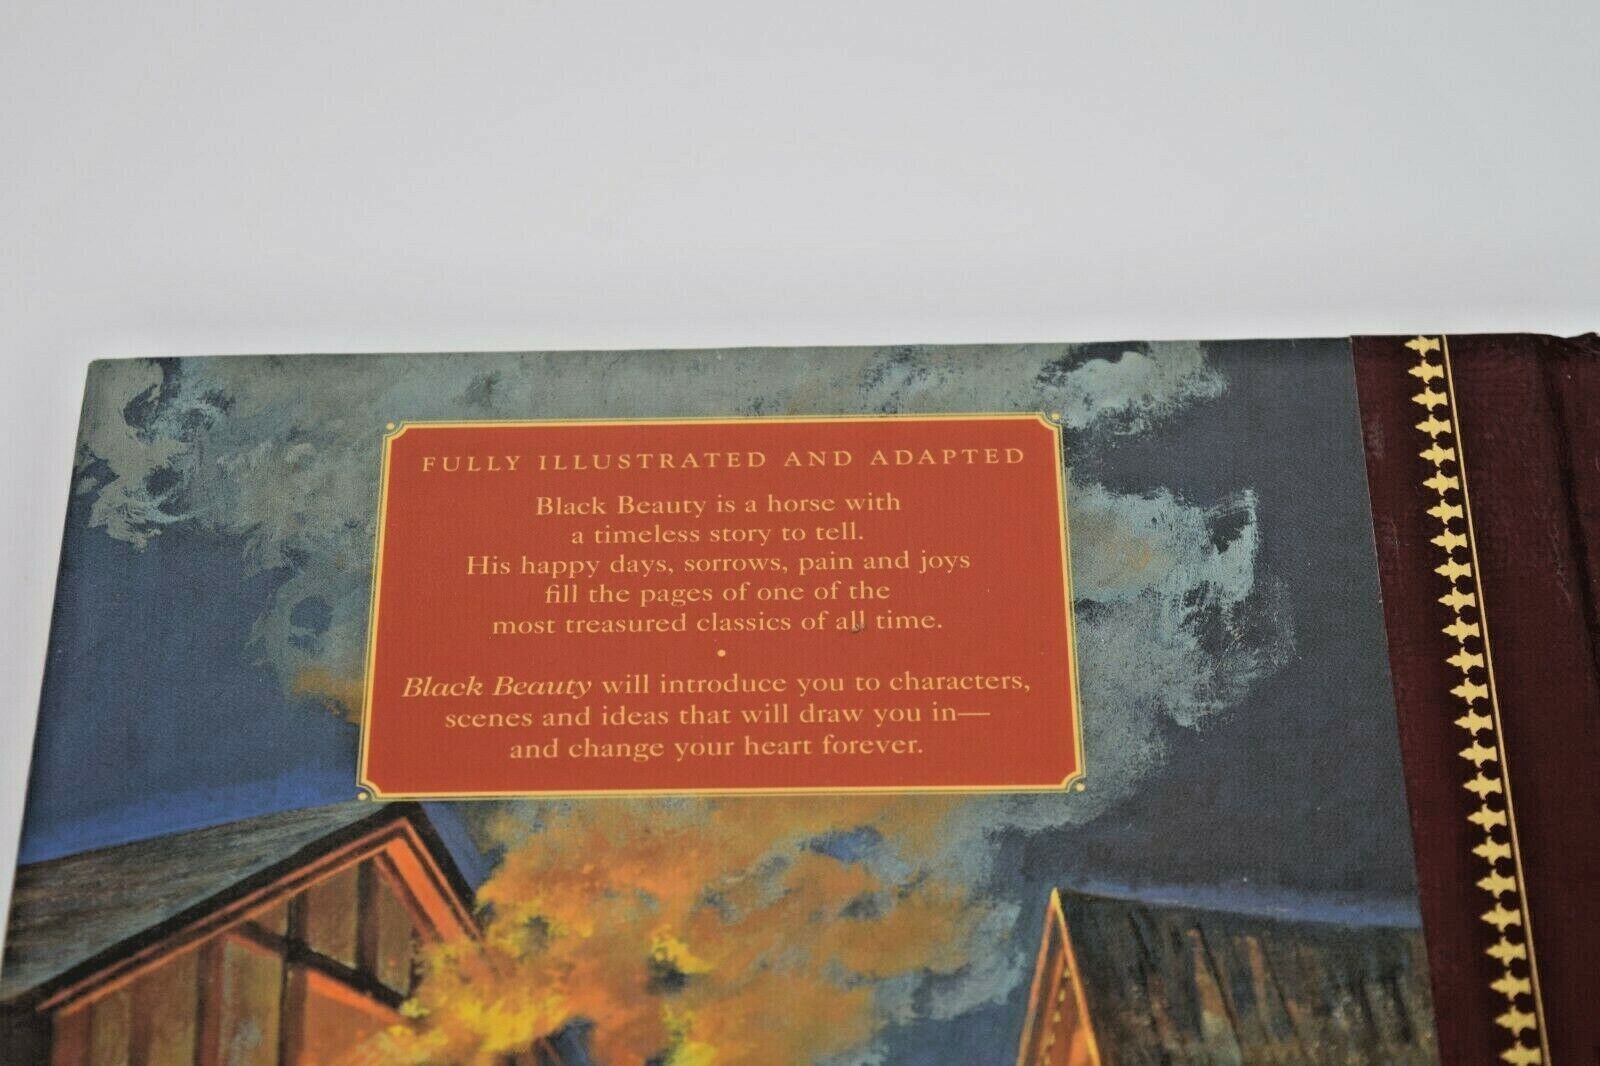 FULLY ILLUSTRATED AND ADAPTED
Black Beauty is a horse with
a timeless story to tell.
His happy days, sorrows, pain and joys
fill the pages of one of the
most treasured classics of all time.
•
Black Beauty will introduce you to characters,
scenes and ideas that will draw you in—
and change your heart forever.